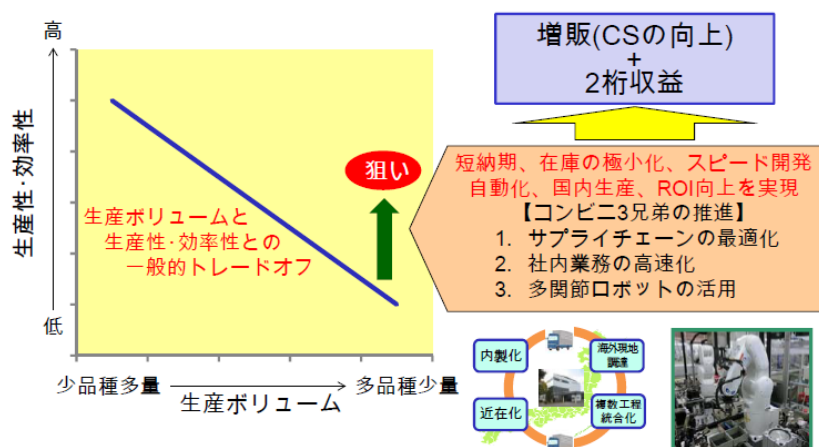 高
生産性・効率性
低
生産ボリュームと
生産性・効率性との
一般的トレードオフ
狙い
少品種多量
生産ボリューム
多品種少量
増販(CSの向上)
+
2桁収益
短納期、在庫の極小化、スピード開発
自動化、国内生産、ROI向上を実現
【コンビニ3兄弟の推進】
1. サプライチェーンの最適化
2. 社内業務の高速化
3. 多関節ロボットの活用
内製化
海外現地
調達
近在化
複数工程
統合化